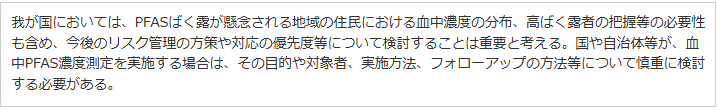 我が国においては、PFASばく露が懸念される地域の住民における血中濃度の分布、高ばく露者の把握等の必要性
も含め、今後のリスク管理の方策や対応の優先度等について検討することは重要と考える。国や自治体等が、血
中PFAS濃度測定を実施する場合は、その目的や対象者、実施方法、フォローアップの方法等について慎重に検討
する必要がある。